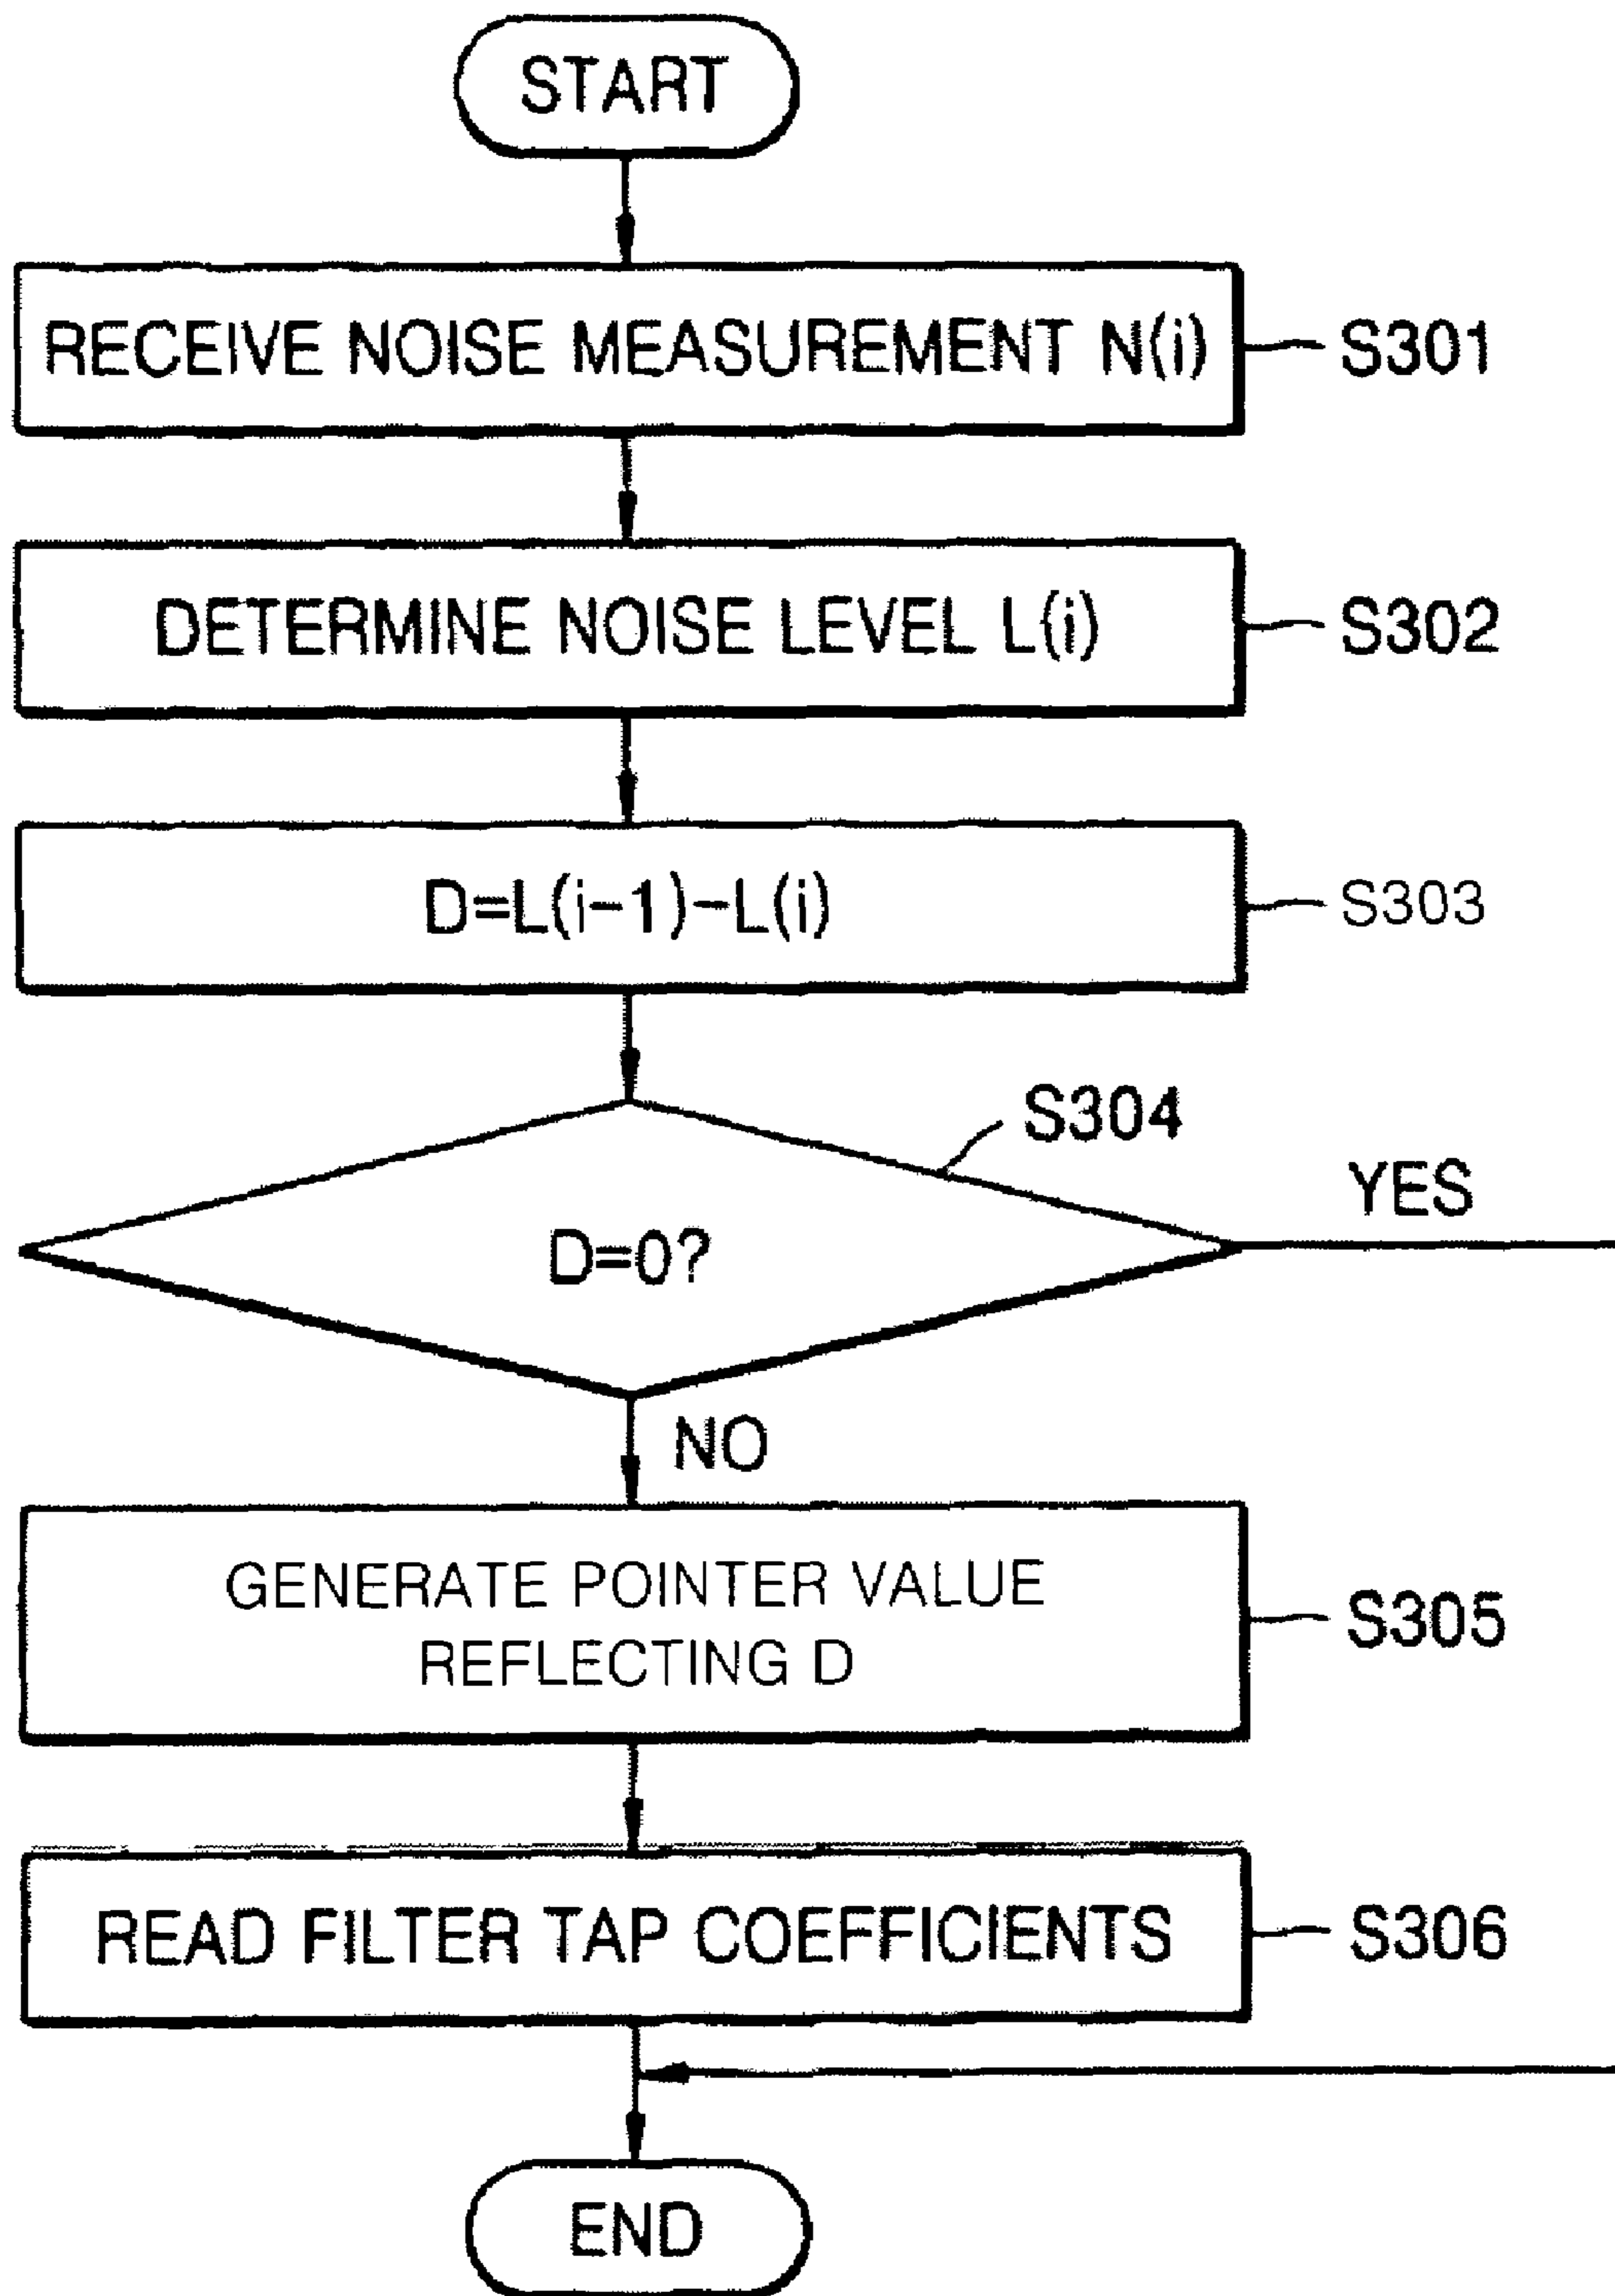 START
RECEIVE NOISE MEASUREMENT N(i)
S301
DETERMINE NOISE LEVEL L(i)
S302
D=L(i-1)-L(i)
S303
S304
YES
D=0?
NO
GENERATE POINTER VALUE
REFLECTING D
S305
READ FILTER TAP COEFFICIENTS
S306
END